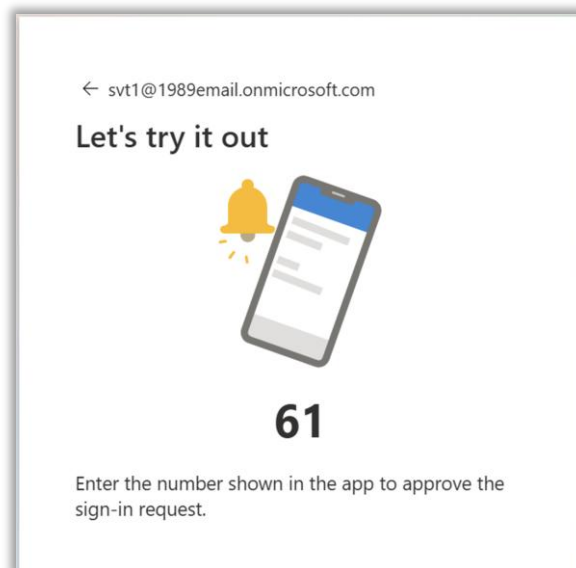 ← svt1@1989email.onmicrosoft.com
Let's try it out
61
Enter the number shown in the app to approve the
sign-in request.